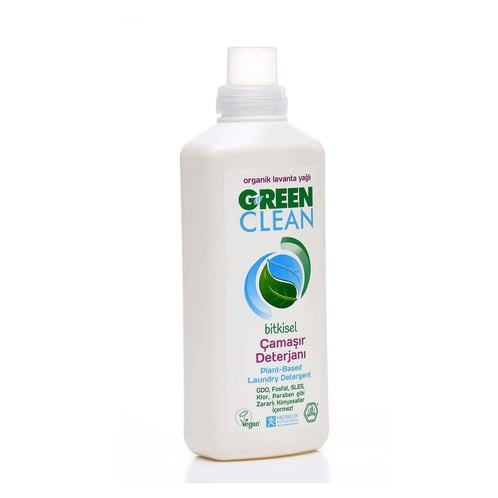 organik lavanta yağlı
GREEN
CLEAN
bitkisel
Çamaşır
Deterjanı
Plant-Based
Laundry Detergent
GDO, Fosfat, SLES,
Klor, Paraben gibi
Zararlı Kimyasallar
İçermez!
Vegan